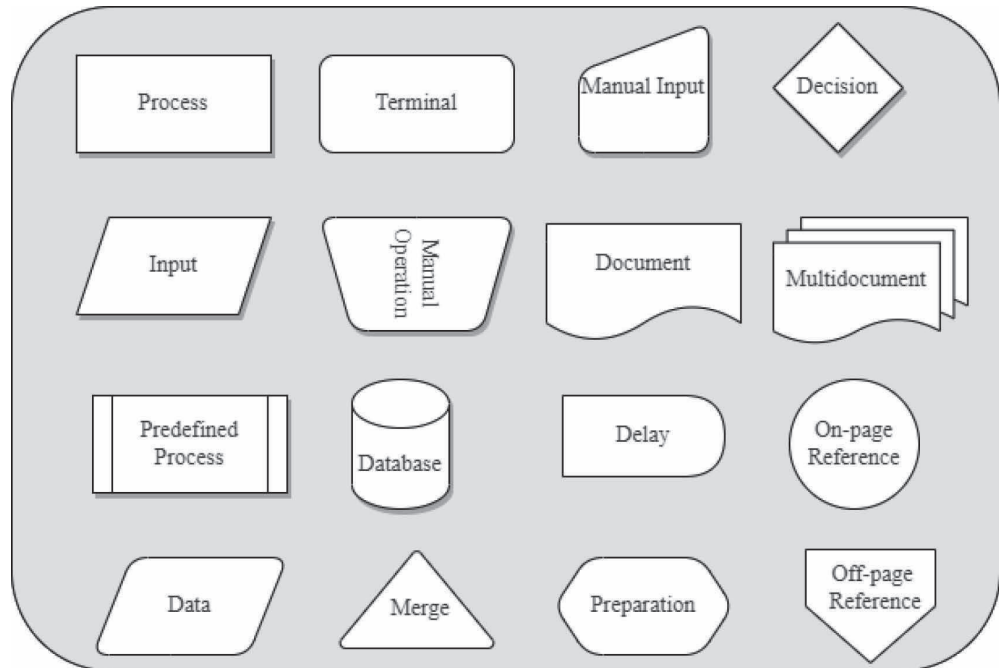 Process
Terminal
Manual Input
Decision
Input
Manual
Operation
Document
Multidocument
Predefined
Process
Database
Delay
On-page
Reference
Data
Merge
Preparation
Off-page
Reference